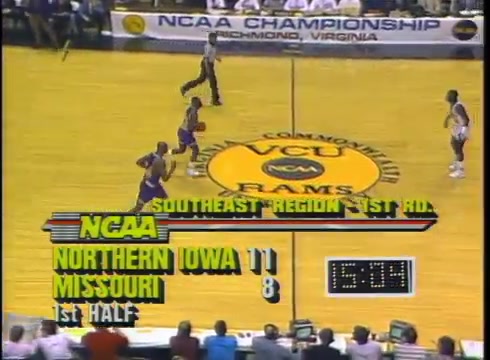 NCAA CHAMPIONSHIP
RICHMOND, VIRGINIA
COMMONWEALTH
VCU
NCAA
RAMS
SOUTHEAST REGION - 1ST RD.
NCAA
NORTHERN IOWA 11
MISSOURI 8
1st HALF
15:04